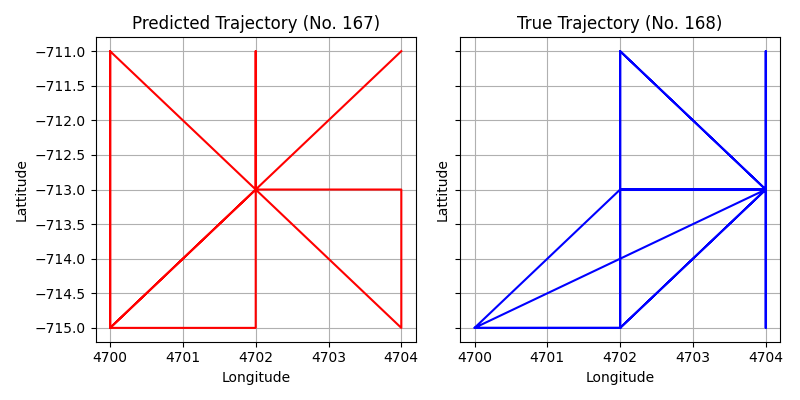 Predicted Trajectory (No. 167)
True Trajectory (No. 168)
Lattitude
−711.0
−711.5
−712.0
−712.5
−713.0
−713.5
−714.0
−714.5
−715.0
4700 4701 4702 4703 4704
Longitude
Lattitude
4700 4701 4702 4703 4704
Longitude